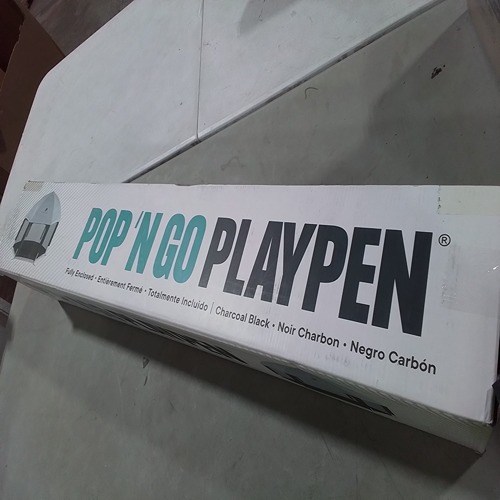 POP 'N GO PLAYPEN®
Fully Enclosed • Entièrement Fermé • Totalmente Incluido | Charcoal Black • Noir Charbon • Negro Carbón